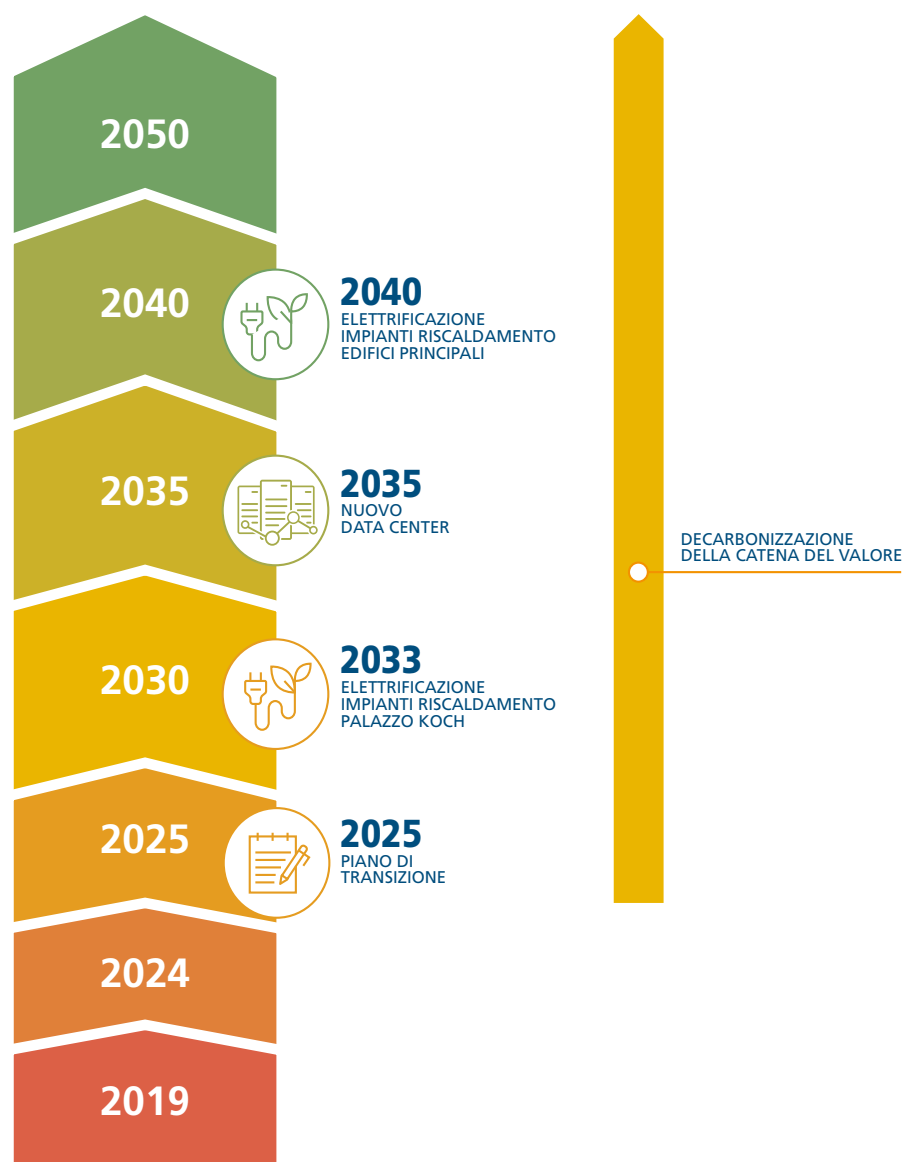 2050
2040
2040
ELETTRIFICAZIONE
IMPIANTI RISCALDAMENTO
EDIFICI PRINCIPALI
2035
2035
NUOVO
DATA CENTER
DECARBONIZZAZIONE
DELLA CATENA DEL VALORE
2030
2033
ELETTRIFICAZIONE
IMPIANTI RISCALDAMENTO
PALAZZO KOCH
2025
2025
PIANO DI
TRANSIZIONE
2024
2019